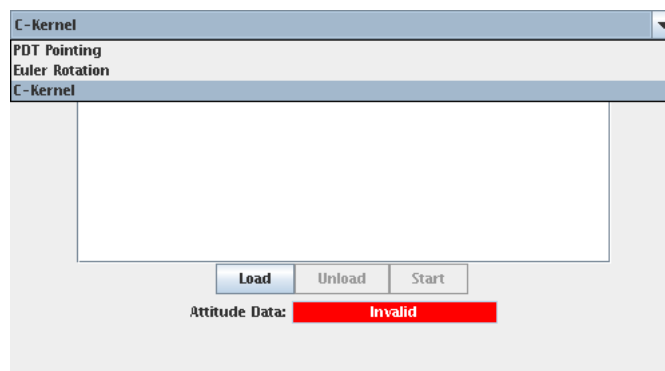 C-Kernel
PDT Pointing
Euler Rotation
C-Kernel
Load Unload Start
Attitude Data: Invalid